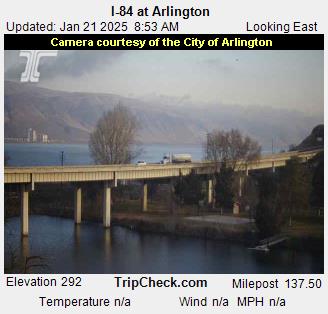 I-84 at Arlington
Updated: Jan 21 2025 8:53 AM Looking East
Camera courtesy of the City of Arlington
Elevation 292 TripCheck.com Milepost 137.50
Temperature n/a Wind n/a MPH n/a